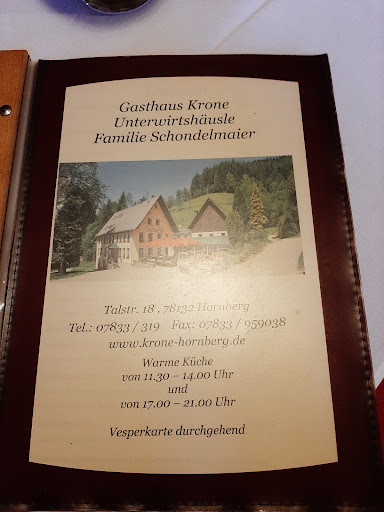 Gasthaus Krone
Unterwirtshäusle
Familie Schondelmaier
Talstr. 18 , 78132 Hornberg
Tel.: 07833 / 319 Fax: 07833 / 959038
www.krone-hornberg.de
Warme Küche
von 11.30 – 14.00 Uhr
und
von 17.00 – 21.00 Uhr
Vesperkarte durchgehend